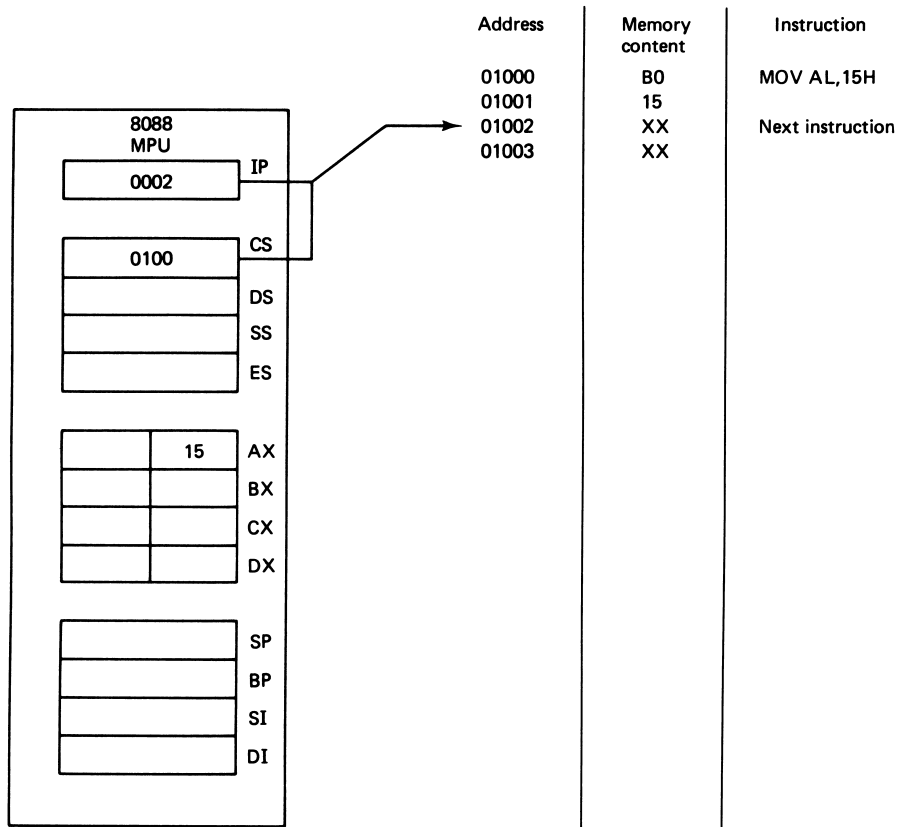 Address Memory content Instruction
01000 B0 MOV AL,15H
01001 15
01002 XX Next instruction
01003 XX
8088
MPU
0002 IP
0100 CS
DS
SS
ES
15 AX
BX
CX
DX
SP
BP
SI
DI